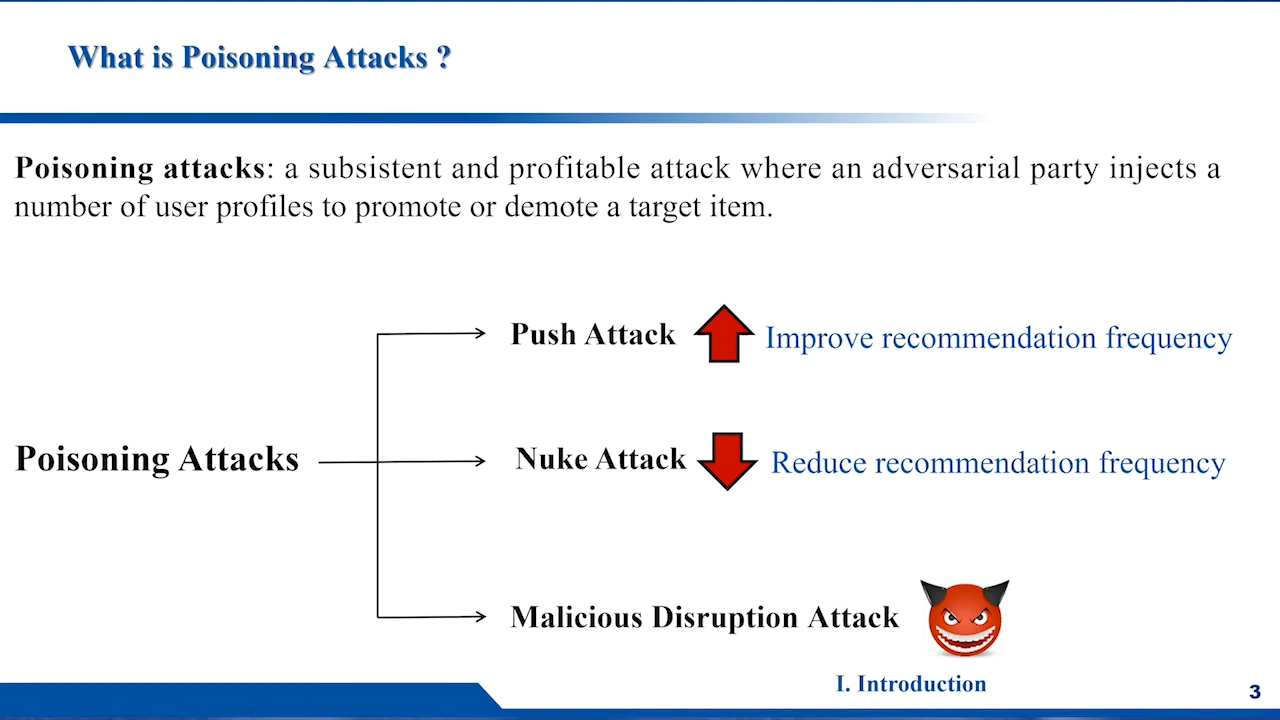 What is Poisoning Attacks ?
Poisoning attacks: a subsistent and profitable attack where an adversarial party injects a
number of user profiles to promote or demote a target item.
Push Attack
Improve recommendation frequency
Poisoning Attacks
Nuke Attack
Reduce recommendation frequency
Malicious Disruption Attack
I. Introduction
3